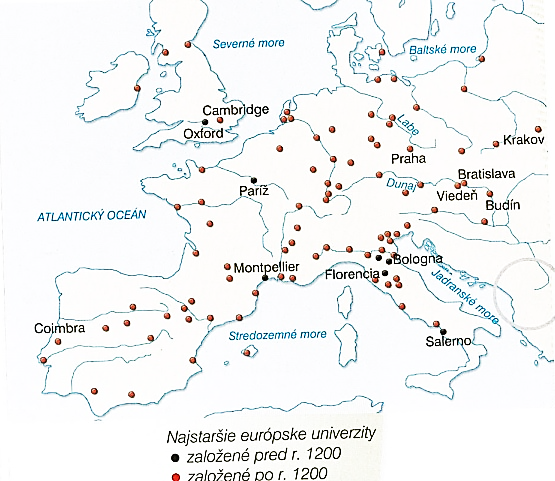 Severné more
Baltské more
Cambridge
Oxford
Labe
Krakov
Praha
Paríž
Dunaj
Bratislava
Viedeň
Budín
ATLANTICKÝ OCEÁN
Montpellier
Bologna
Florencia
Jadranské more
Coimbra
Stredozemné more
Salerno
Najstaršie európske univerzity
založené pred r. 1200
založené po r. 1200